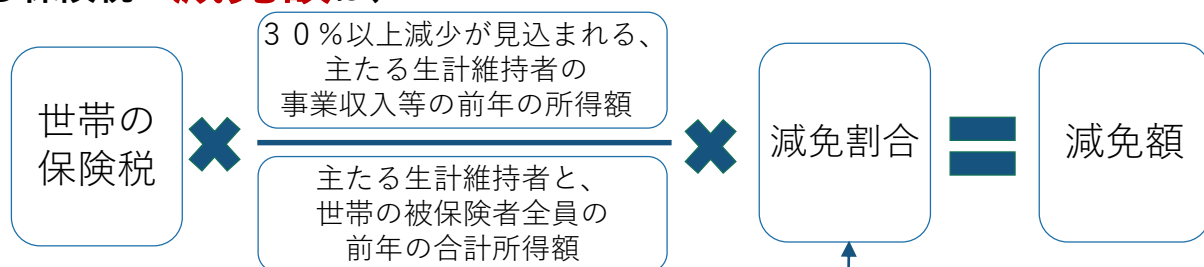 保険税
３０%以上減少が見込まれる、
主たる生計維持者の
事業収入等の前年の所得額
世帯の
保険税
減免割合
減免額
主たる生計維持者と、
世帯の被保険者全員の
前年の合計所得額